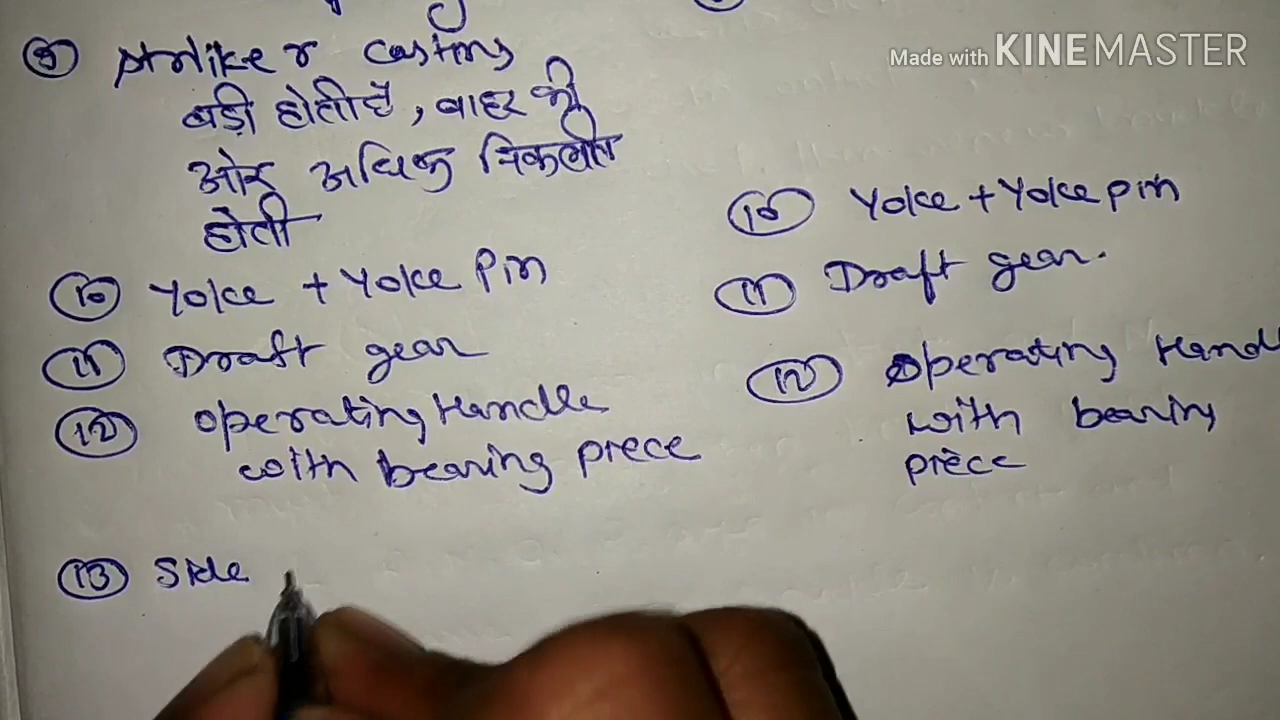 Made with KINEMASTER
⑨ striker casting
बड़ी होती है, बाहर की
ओर अधिक निकली
होती
⑩ Yoke + Yoke Pin
⑪ Draft gear
⑫ operating Handle
with bearing piece
⑬ Side
⑩ Yoke + Yoke pin
⑪ Draft gear.
⑫ operating Handl
with bearing
piece